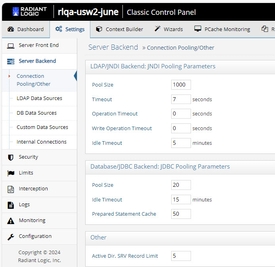 RADIANT LOGIC
rlqa-usw2-june | Classic Control Panel
Dashboard
Settings
Context Builder
Wizards
PCache Monitoring
Server Front End
Server Backend
Connection Pooling/Other
LDAP Data Sources
DB Data Sources
Custom Data Sources
Internal Connections
Security
Limits
Interception
Logs
Monitoring
Configuration
Copyright © 2024
Radiant Logic, Inc.
Server Backend » Connection Pooling/Other
LDAP/JNDI Backend: JNDI Pooling Parameters
Pool Size 1000
Timeout 7 seconds
Operation Timeout 0 seconds
Write Operation Timeout 0 seconds
Idle Timeout 5 minutes
Database/JDBC Backend: JDBC Pooling Parameters
Pool Size 20
Idle Timeout 15 minutes
Prepared Statement Cache 50
Other
Active Dir. SRV Record Limit 5